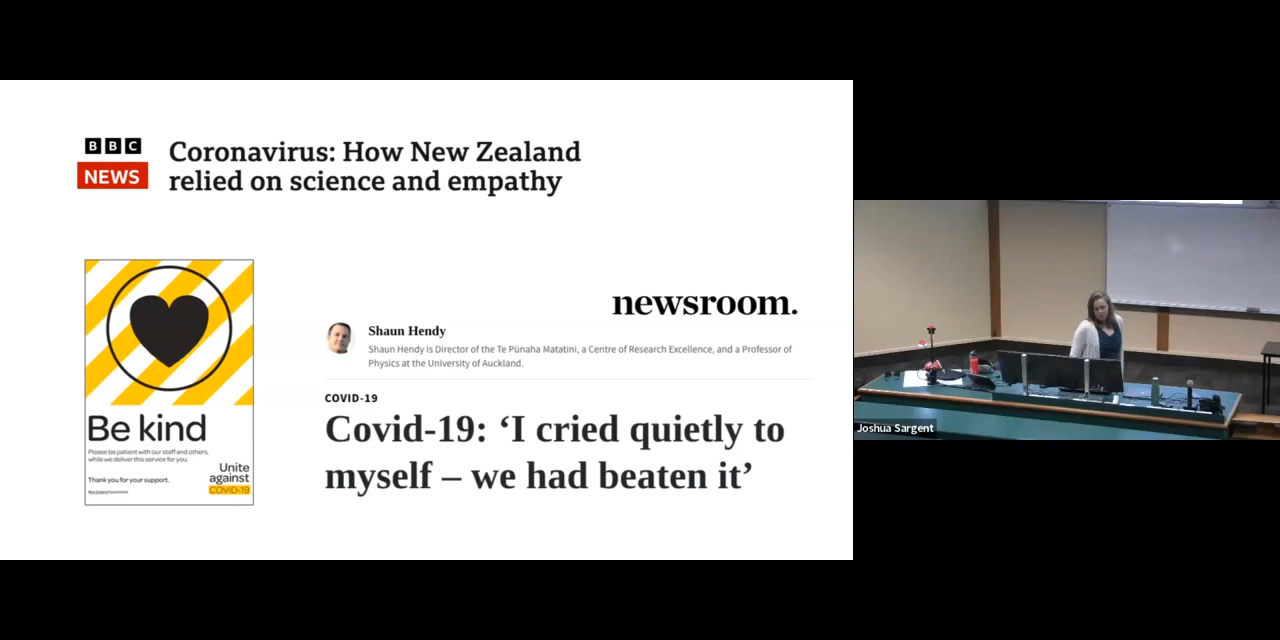 BBC
NEWS
Coronavirus: How New Zealand
relied on science and empathy
newsroom.
Shaun Hendy
Shaun Hendy is Director of the Te Pūnaha Matatini, a Centre of Research Excellence, and a Professor of
Physics at the University of Auckland.
COVID-19
Covid-19: ‘I cried quietly to
myself – we had beaten it’
Be kind
Please be patient with our staff and others,
while we deliver this service for you.
Thank you for your support.
Unite
against
COVID-19
Joshua Sargent